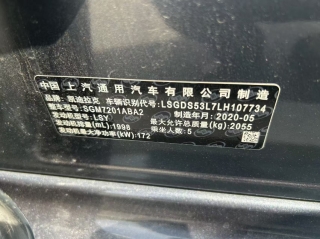 中国 上汽通用汽车有限公司 制造
品牌：凯迪拉克 车辆识别代号：LSGDS53L7LH107734
车辆型号：SGM7201ABA2 制造年月：2020-05
发动机型号：LSY 最大允许总质量(kg)：2055
发动机排量(mL)：1998 乘坐人数：5
发动机最大净功率(kW)：172